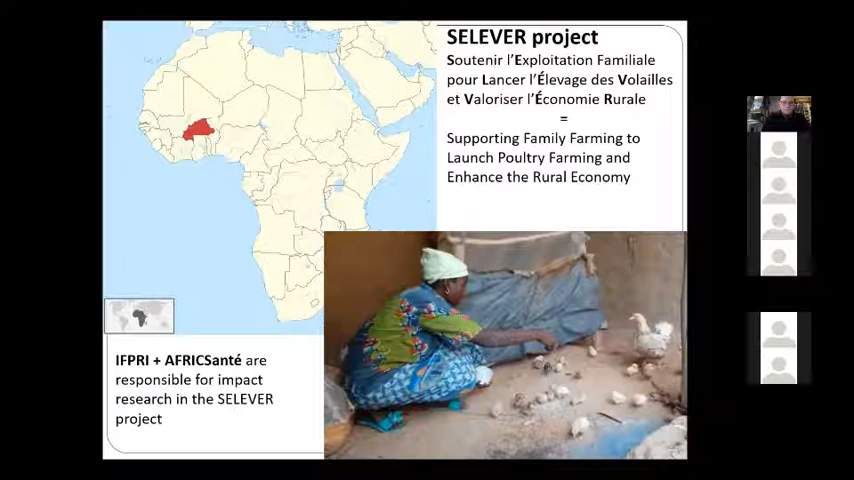 SELEVER project
Soutenir l'Exploitation Familiale
pour Lancer l'Élevage des Volailles
et Valoriser l'Économie Rurale
=
Supporting Family Farming to
Launch Poultry Farming and
Enhance the Rural Economy
IFPRI + AFRICSanté are
responsible for impact
research in the SELEVER
project